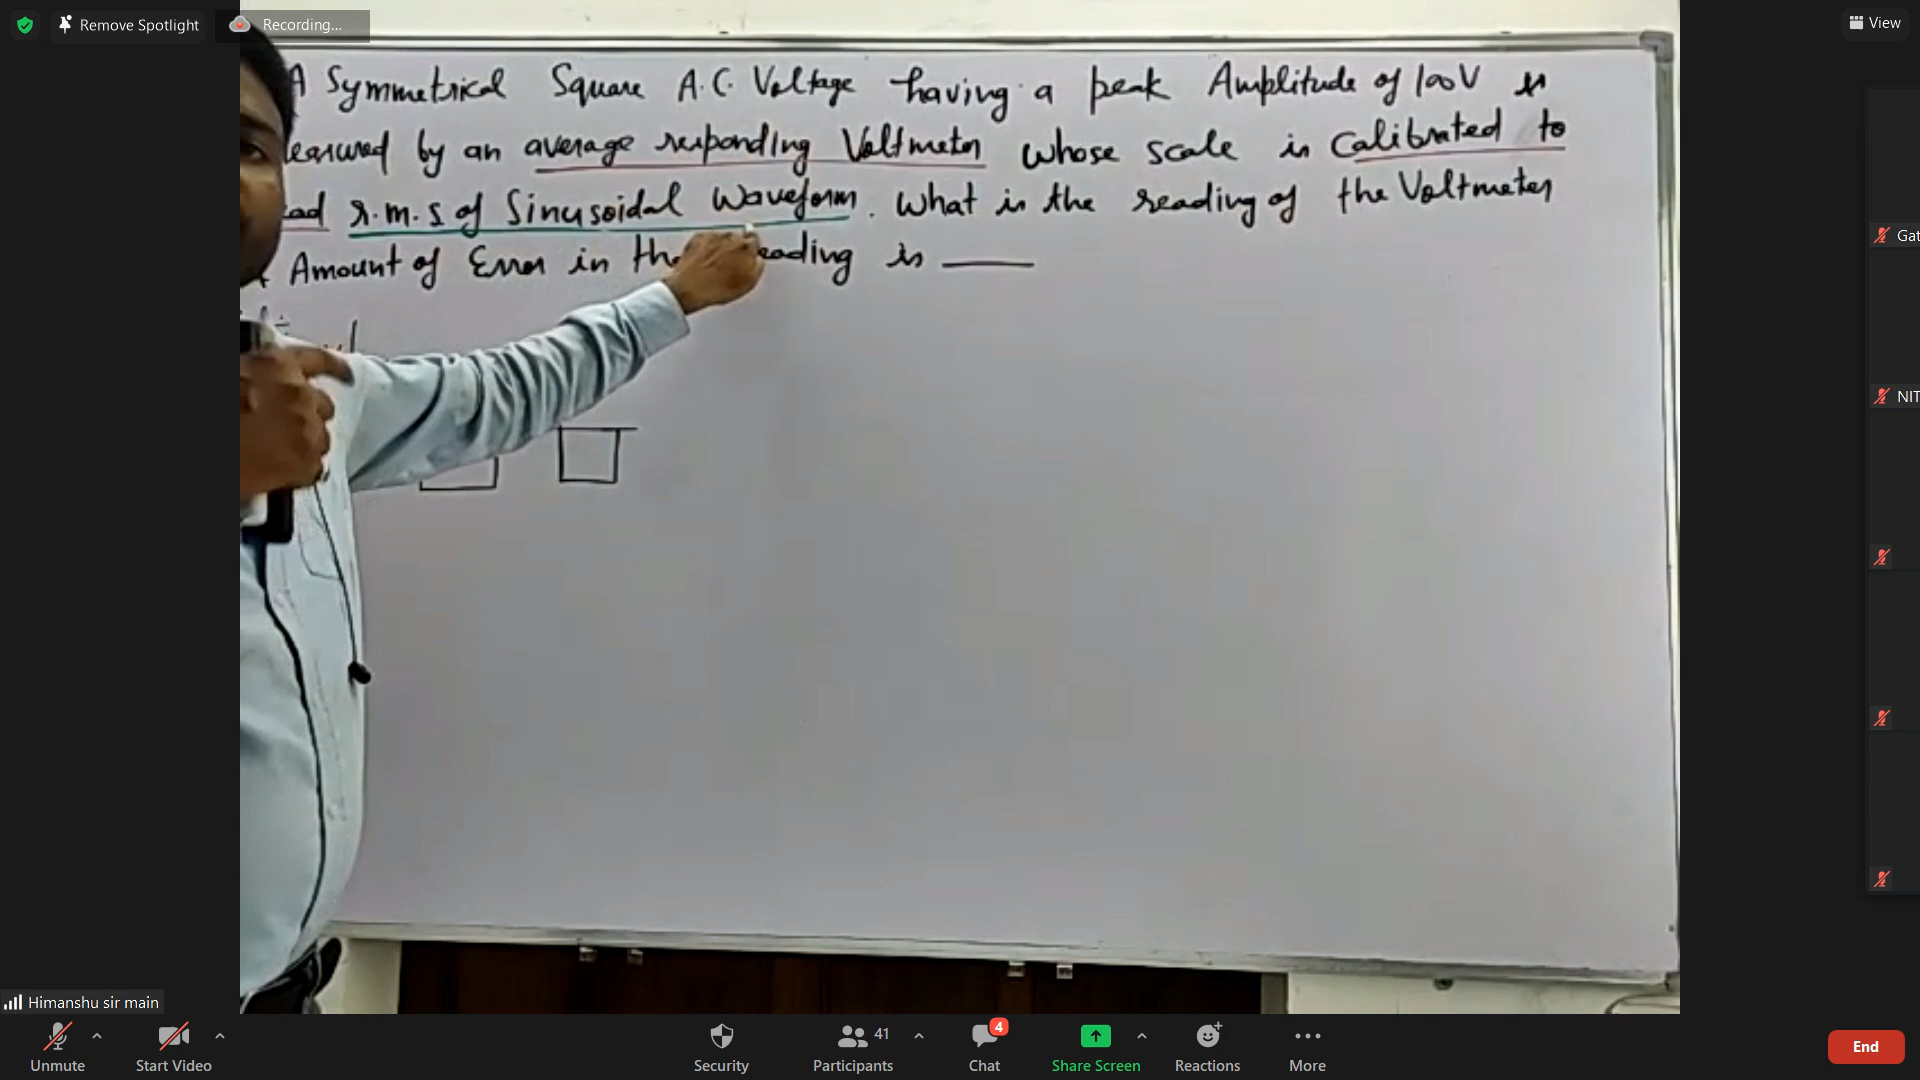 Remove Spotlight
Recording...
View
A Symmetrical Square A.C. Voltage having a peak Amplitude of 100V is
easured by an average responding Voltmeter whose scale is Calibrated to
ead r.m.s of Sinusoidal Waveform. What is the reading of the Voltmeter
Amount of Error in the reading is ____
Gat
NIT
Himanshu sir main
Unmute
Start Video
Security
41
Participants
4
Chat
Share Screen
Reactions
More
End